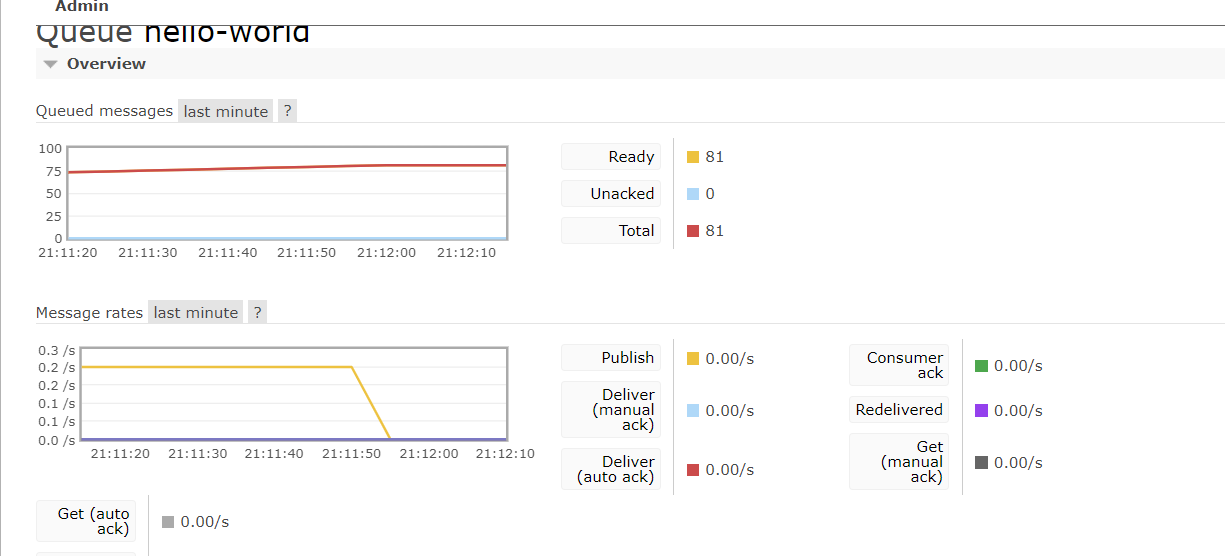 Admin
Queue hello-world
Overview
Queued messages last minute ?
100
75
50
25
0
21:11:20 21:11:30 21:11:40 21:11:50 21:12:00 21:12:10
Ready 81
Unacked 0
Total 81
Message rates last minute ?
0.3 /s
0.2 /s
0.2 /s
0.1 /s
0.1 /s
0.0 /s
21:11:20 21:11:30 21:11:40 21:11:50 21:12:00 21:12:10
Publish 0.00/s
Deliver
(manual 0.00/s
ack)
Deliver
(auto ack) 0.00/s
Consumer
ack 0.00/s
Redelivered 0.00/s
Get
(manual 0.00/s
ack)
Get (auto
ack) 0.00/s